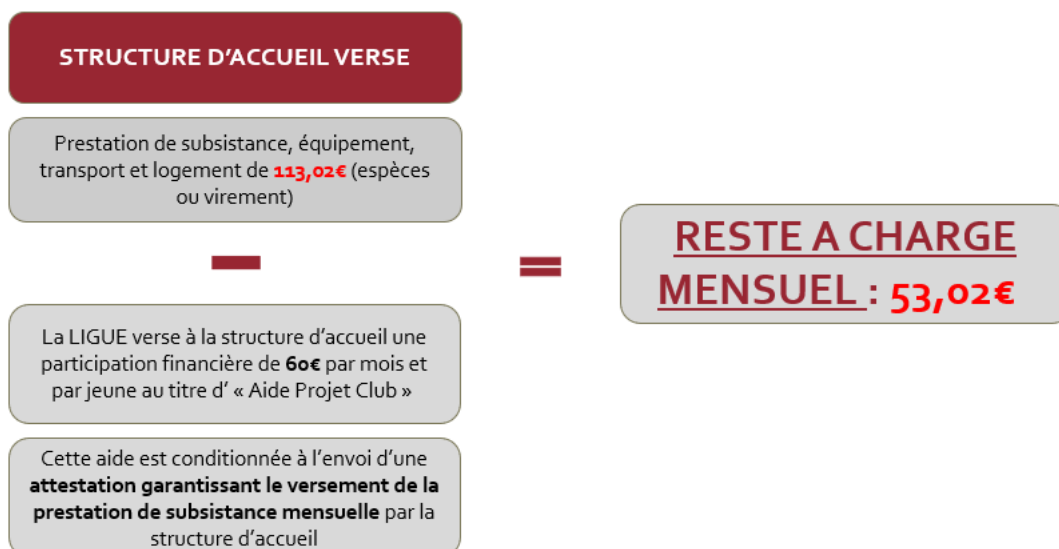 STRUCTURE D'ACCUEIL VERSE
Prestation de subsistance, équipement,
transport et logement de 113,02€ (espèces
ou virement)
La LIGUE verse à la structure d'accueil une
participation financière de 60€ par mois et
par jeune au titre d' « Aide Projet Club »
Cette aide est conditionnée à l'envoi d'une
attestation garantissant le versement de la
prestation de subsistance mensuelle par la
structure d'accueil
=
RESTE A CHARGE
MENSUEL : 53,02€